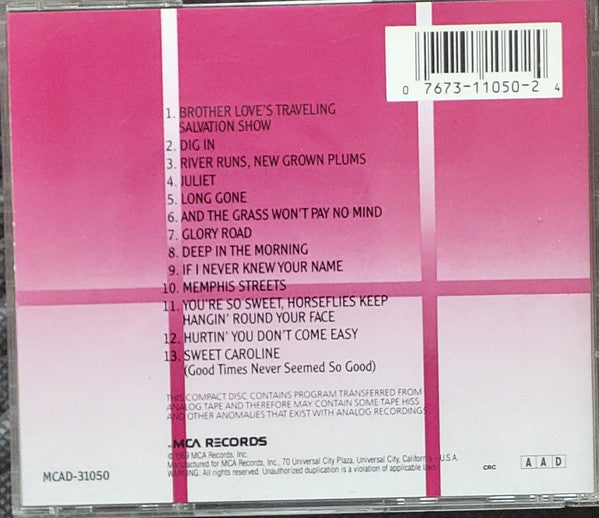 0 7673-11050-2 4
1. BROTHER LOVE'S TRAVELING
SALVATION SHOW
2. DIG IN
3. RIVER RUNS, NEW GROWN PLUMS
4. JULIET
5. LONG GONE
6. AND THE GRASS WON'T PAY NO MIND
7. GLORY ROAD
8. DEEP IN THE MORNING
9. IF I NEVER KNEW YOUR NAME
10. MEMPHIS STREETS
11. YOU'RE SO SWEET, HORSEFLIES KEEP
HANGIN' ROUND YOUR FACE
12. HURTIN' YOU DON'T COME EASY
13. SWEET CAROLINE
(Good Times Never Seemed So Good)
THIS COMPACT DISC CONTAINS PROGRAM TRANSFERRED FROM
ANALOG TAPE AND THEREFORE MAY CONTAIN SOME TAPE HISS
AND OTHER ANOMALIES THAT EXIST WITH ANALOG RECORDINGS.
MCA RECORDS
©1969 MCA Records, Inc.
Manufactured for MCA Records, Inc., 70 Universal City Plaza, Universal City, California – U.S.A.
WARNING: All rights reserved. Unauthorized duplication is a violation of applicable laws.
MCAD-31050
CRC
A A D